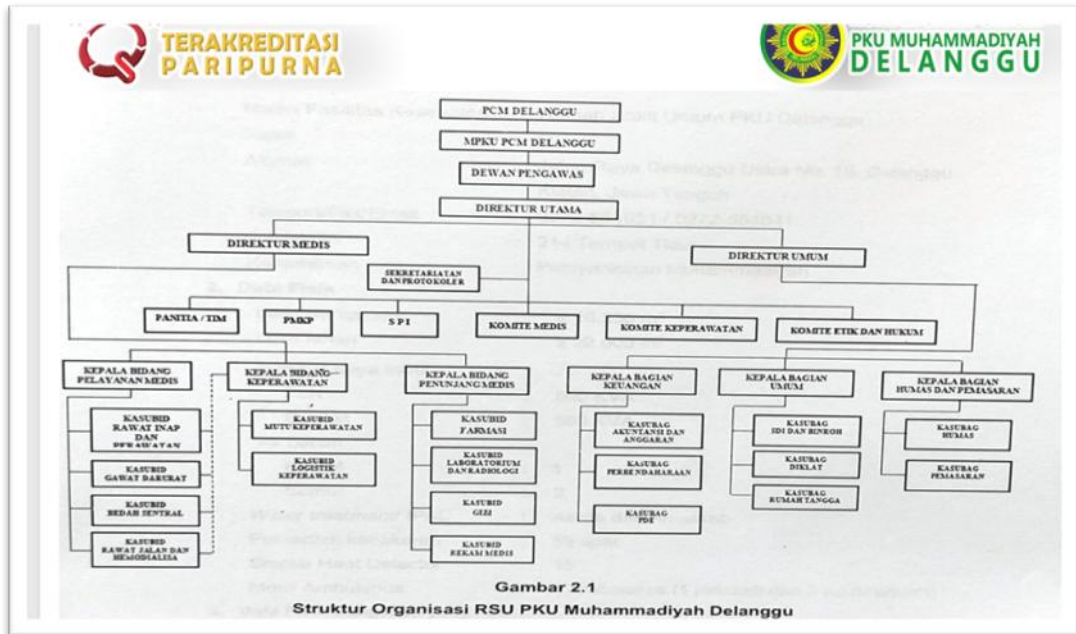 TERAKREDITASI
PARIPURNA
PKU MUHAMMADIYAH
DELANGGU
PCM DELANGGU
MPKU PCM DELANGGU
DEWAN PENGAWAS
DIREKTUR UTAMA
DIREKTUR MEDIS
DIREKTUR UMUM
SEKRETARIATAN
DAN PROTOKOLER
PANITIA / TIM
PMKP
S P I
KOMITE MEDIS
KOMITE KEPERAWATAN
KOMITE ETIK DAN HUKUM
KEPALA BIDANG
PELAYANAN MEDIS
KEPALA BIDANG
KEPERAWATAN
KEPALA BIDANG
PENUNJANG MEDIS
KEPALA BAGIAN
KEUANGAN
KEPALA BAGIAN
UMUM
KEPALA BAGIAN
HUMAS DAN PEMASARAN
KASUBID
RAWAT INAP
DAN
PERAWATAN
KASUBID
GAWAT DARURAT
KASUBID
BEDAH SENTRAL
KASUBID
RAWAT JALAN DAN
HEMODIALISA
KASUBID
MUTU KEPERAWATAN
KASUBID
LOGISTIK
KEPERAWATAN
KASUBID
FARMASI
KASUBID
LABORATORIUM
DAN RADIOLOGI
KASUBID
GIZI
KASUBID
REKAM MEDIS
KASUBAG
AKUNTANSI DAN
ANGGARAN
KASUBAG
PERBENDAHARAAN
KASUBAG
PDE
KASUBAG
SDI DAN BINROH
KASUBAG
DIKLAT
KASUBAG
RUMAH TANGGA
KASUBAG
HUMAS
KASUBAG
PEMASARAN
Gambar 2.1
Struktur Organisasi RSU PKU Muhammadiyah Delanggu